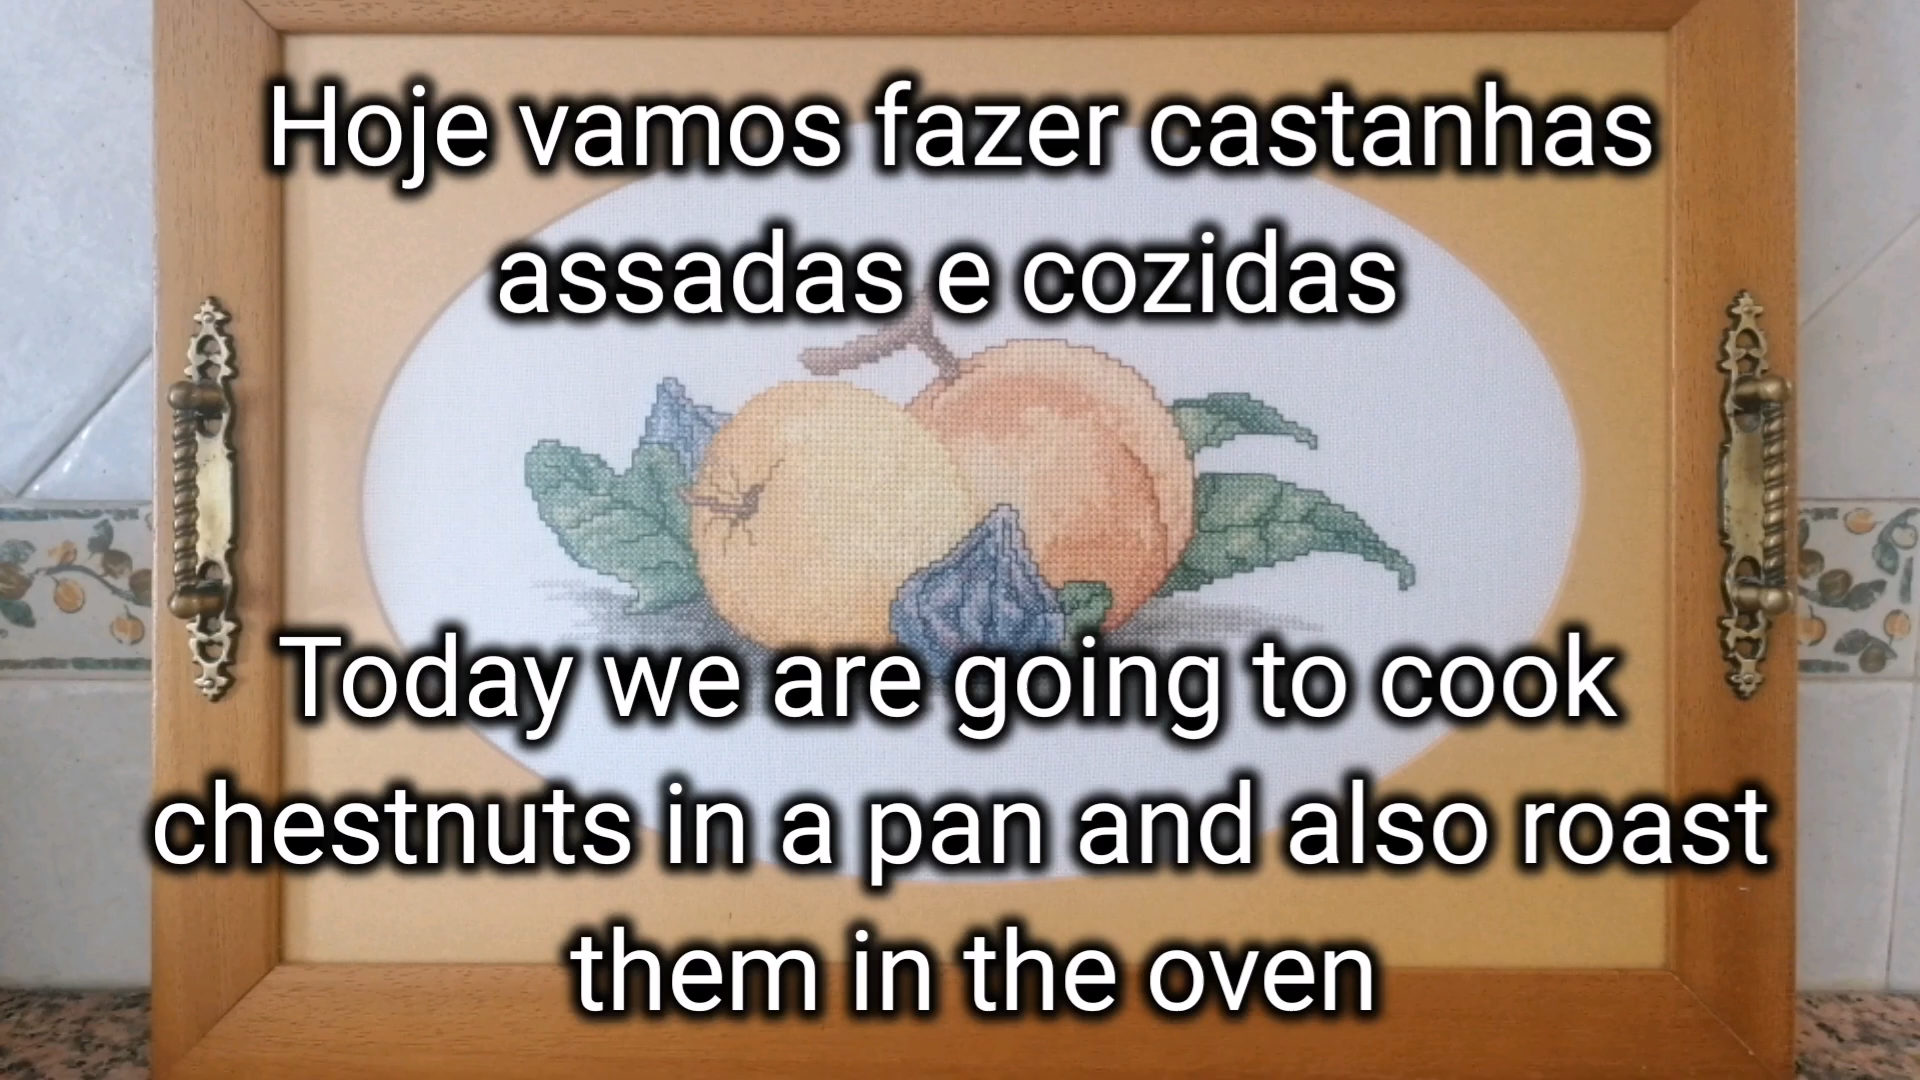 Hoje vamos fazer castanhas
assadas e cozidas
Today we are going to cook
chestnuts in a pan and also roast
them in the oven